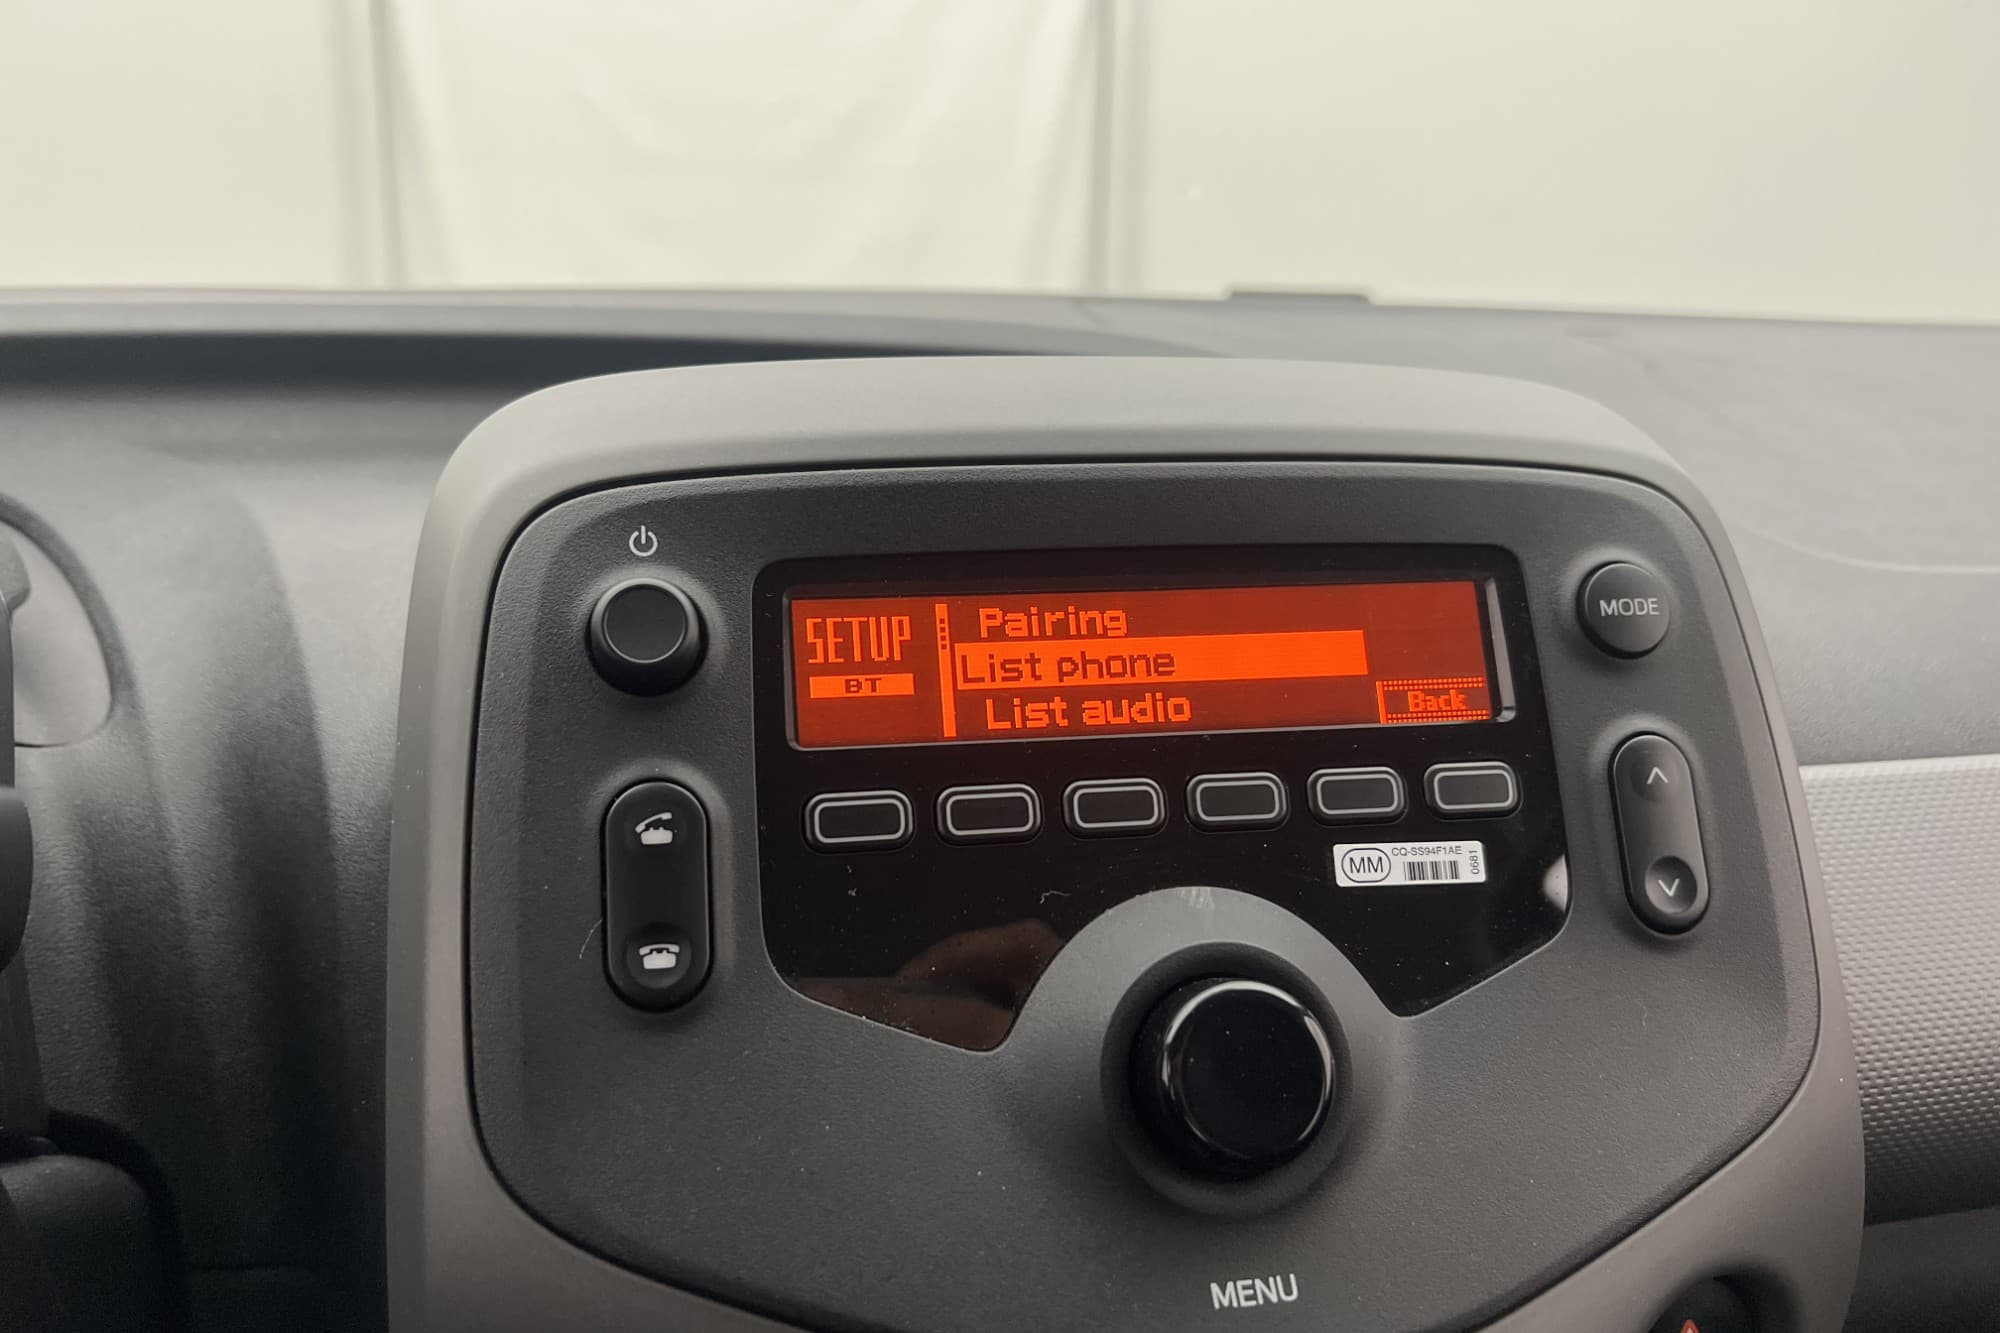 SETUP
BT
Pairing
List phone
List audio
Back
MODE
MM
CQ-SS94F1AE
0681
MENU